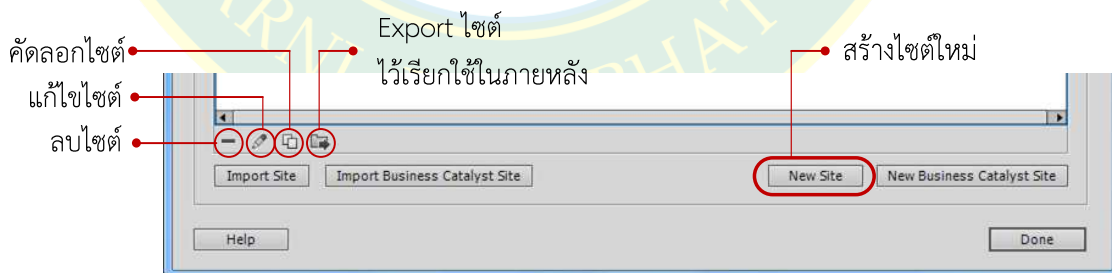 Export ไซต์
ไว้เรียกใช้ในภายหลัง
คัดลอกไซต์
สร้างไซต์ใหม่
แก้ไขไซต์
ลบไซต์
Import Site
Import Business Catalyst Site
New Site
New Business Catalyst Site
Help
Done